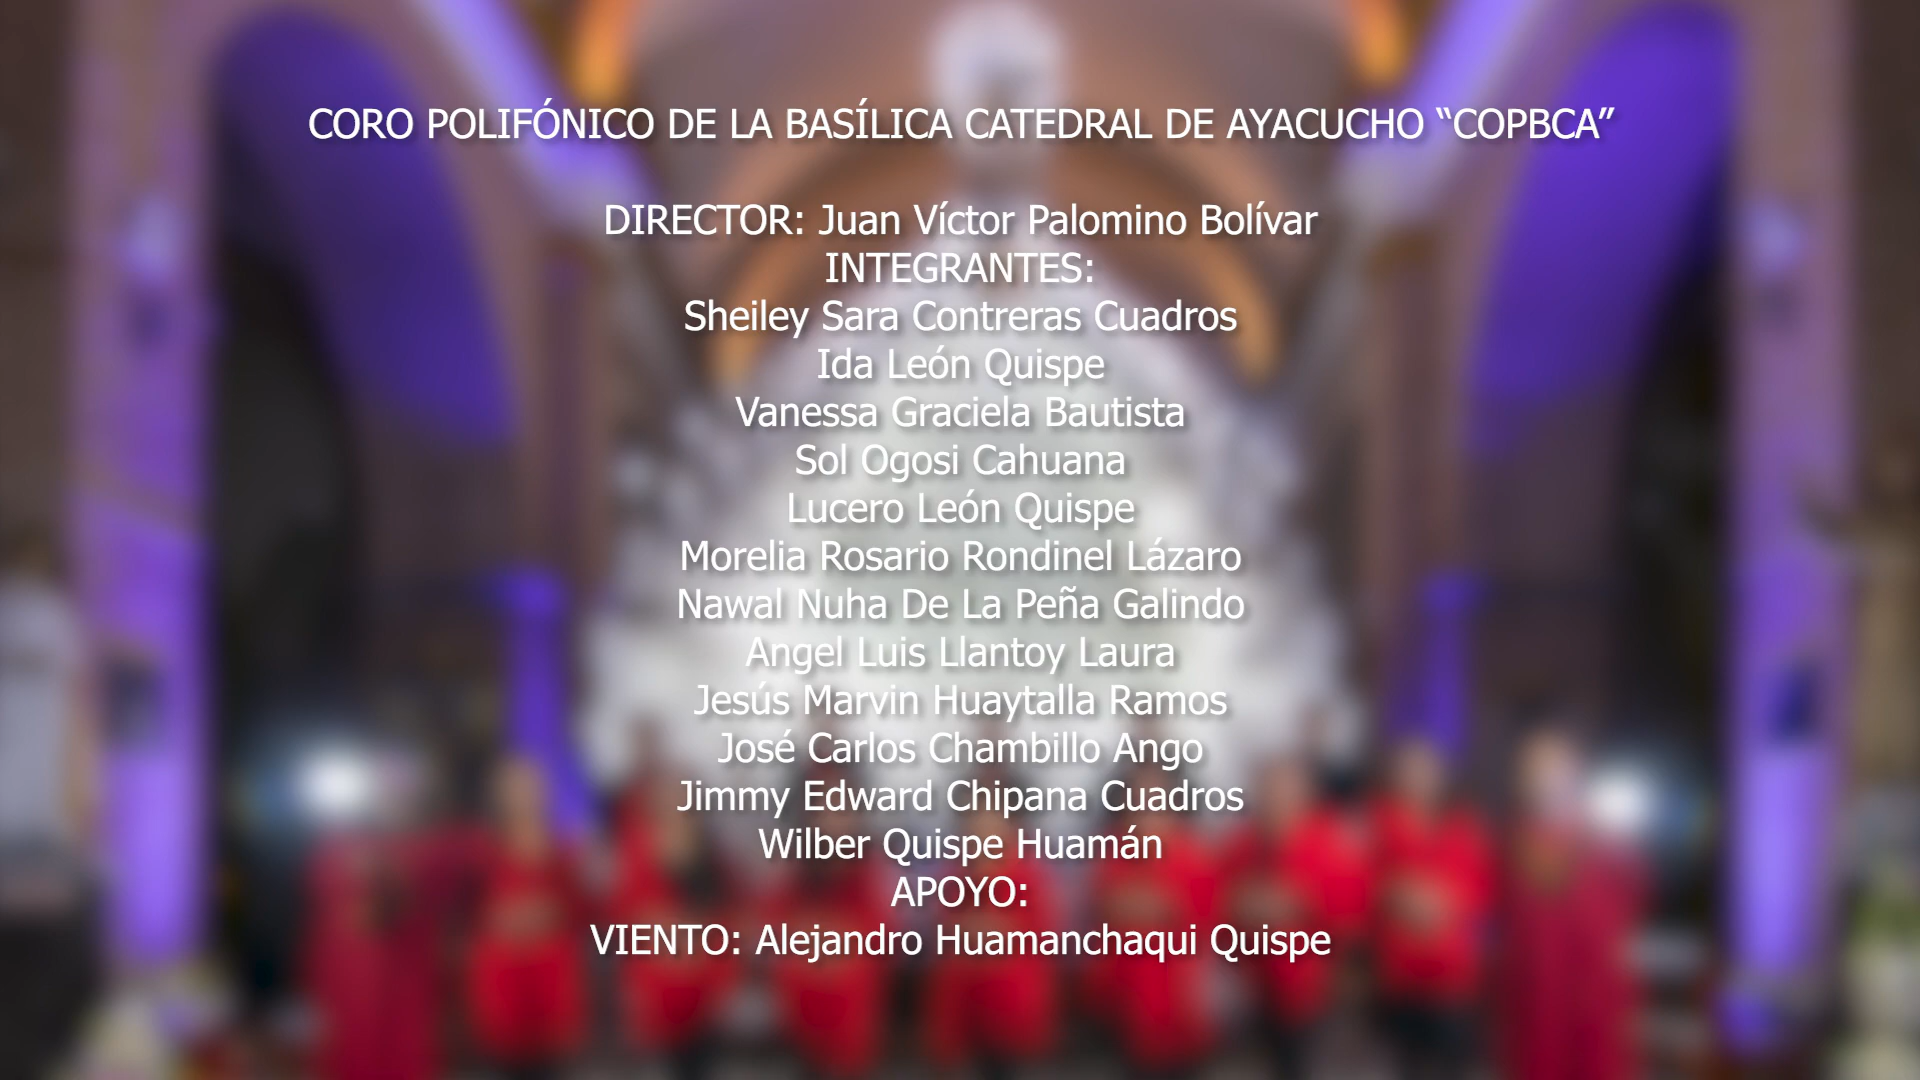 CORO POLIFÓNICO DE LA BASÍLICA CATEDRAL DE AYACUCHO “COPBCA”
DIRECTOR: Juan Víctor Palomino Bolívar
INTEGRANTES:
Sheiley Sara Contreras Cuadros
Ida León Quispe
Vanessa Graciela Bautista
Sol Ogosi Cahuana
Lucero León Quispe
Morelia Rosario Rondinel Lázaro
Nawal Nuha De La Peña Galindo
Angel Luis Llantoy Laura
Jesús Marvin Huaytalla Ramos
José Carlos Chambillo Ango
Jimmy Edward Chipana Cuadros
Wilber Quispe Huamán
APOYO:
VIENTO: Alejandro Huamanchaqui Quispe